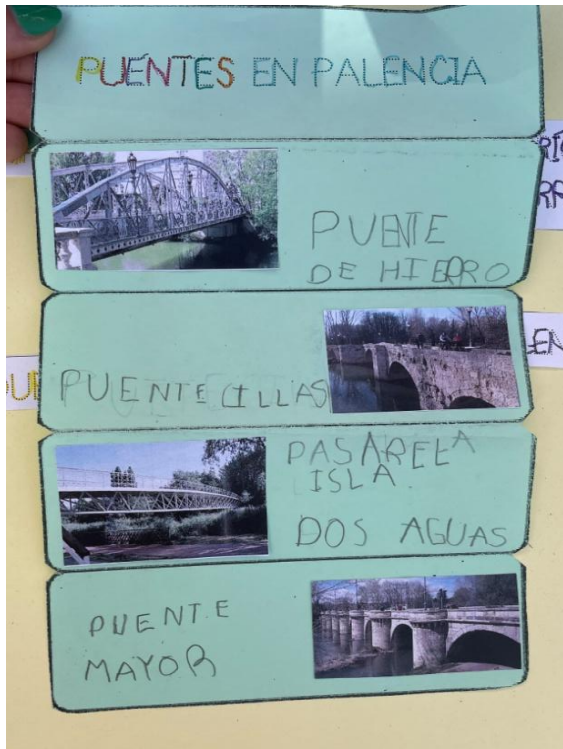 PUENTES EN PALENCIA
PUENTE
DE HIERRO
PUENTECILLAS
PASARELA
ISLA
DOS AGUAS
PUENTE
MAYOR